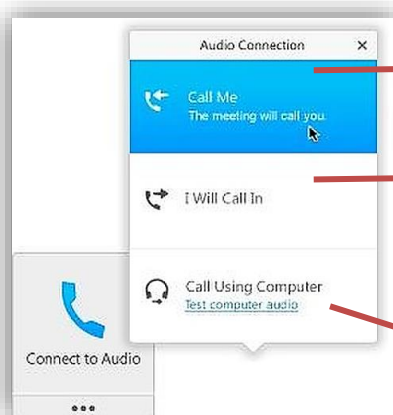 Audio Connection
Call Me
The meeting will call you.
I Will Call In
Call Using Computer
Test computer audio
Connect to Audio